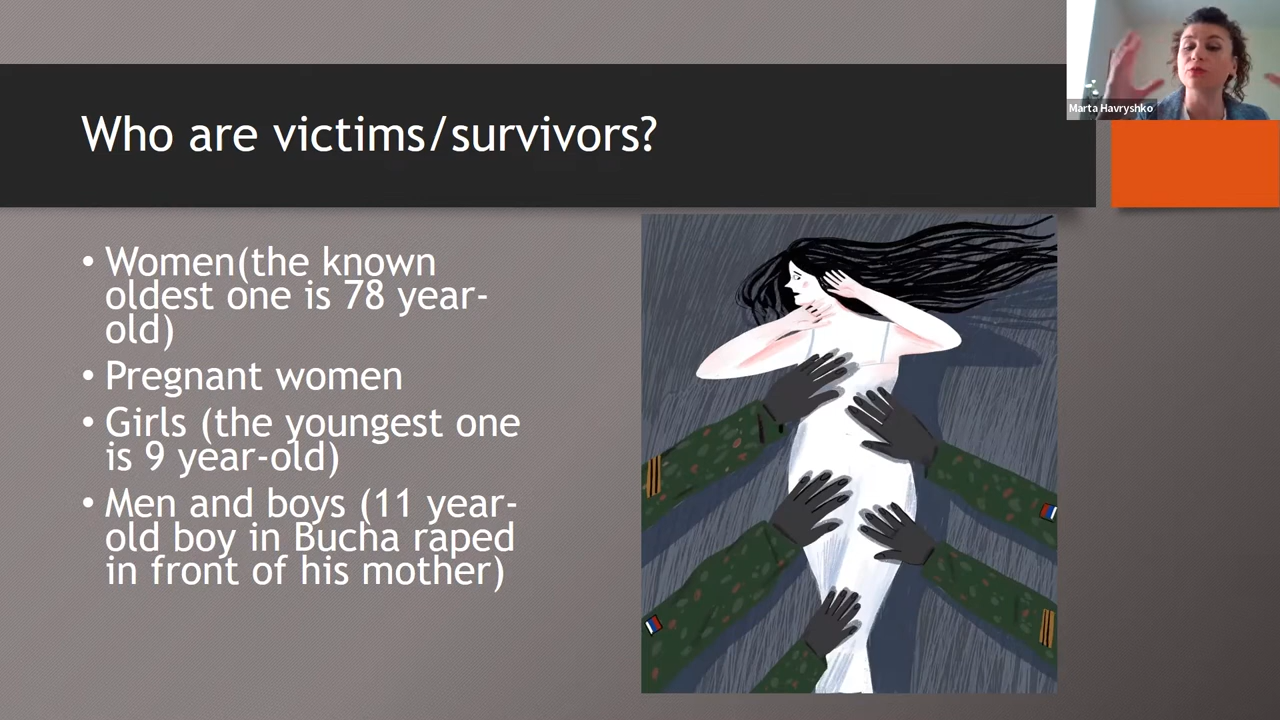 Marta Havryshko
Who are victims/survivors?
• Women(the known
oldest one is 78 year-
old)
• Pregnant women
• Girls (the youngest one
is 9 year-old)
• Men and boys (11 year-
old boy in Bucha raped
in front of his mother)